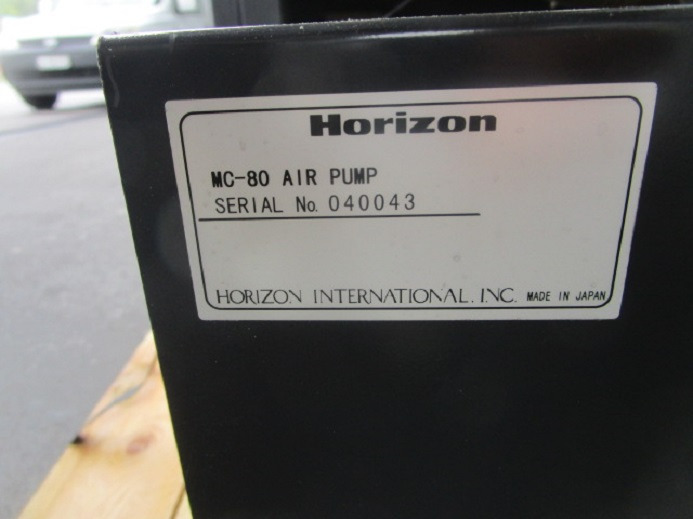 Horizon
MC-80 AIR PUMP
SERIAL No. 040043
HORIZON INTERNATIONAL, INC. MADE IN JAPAN